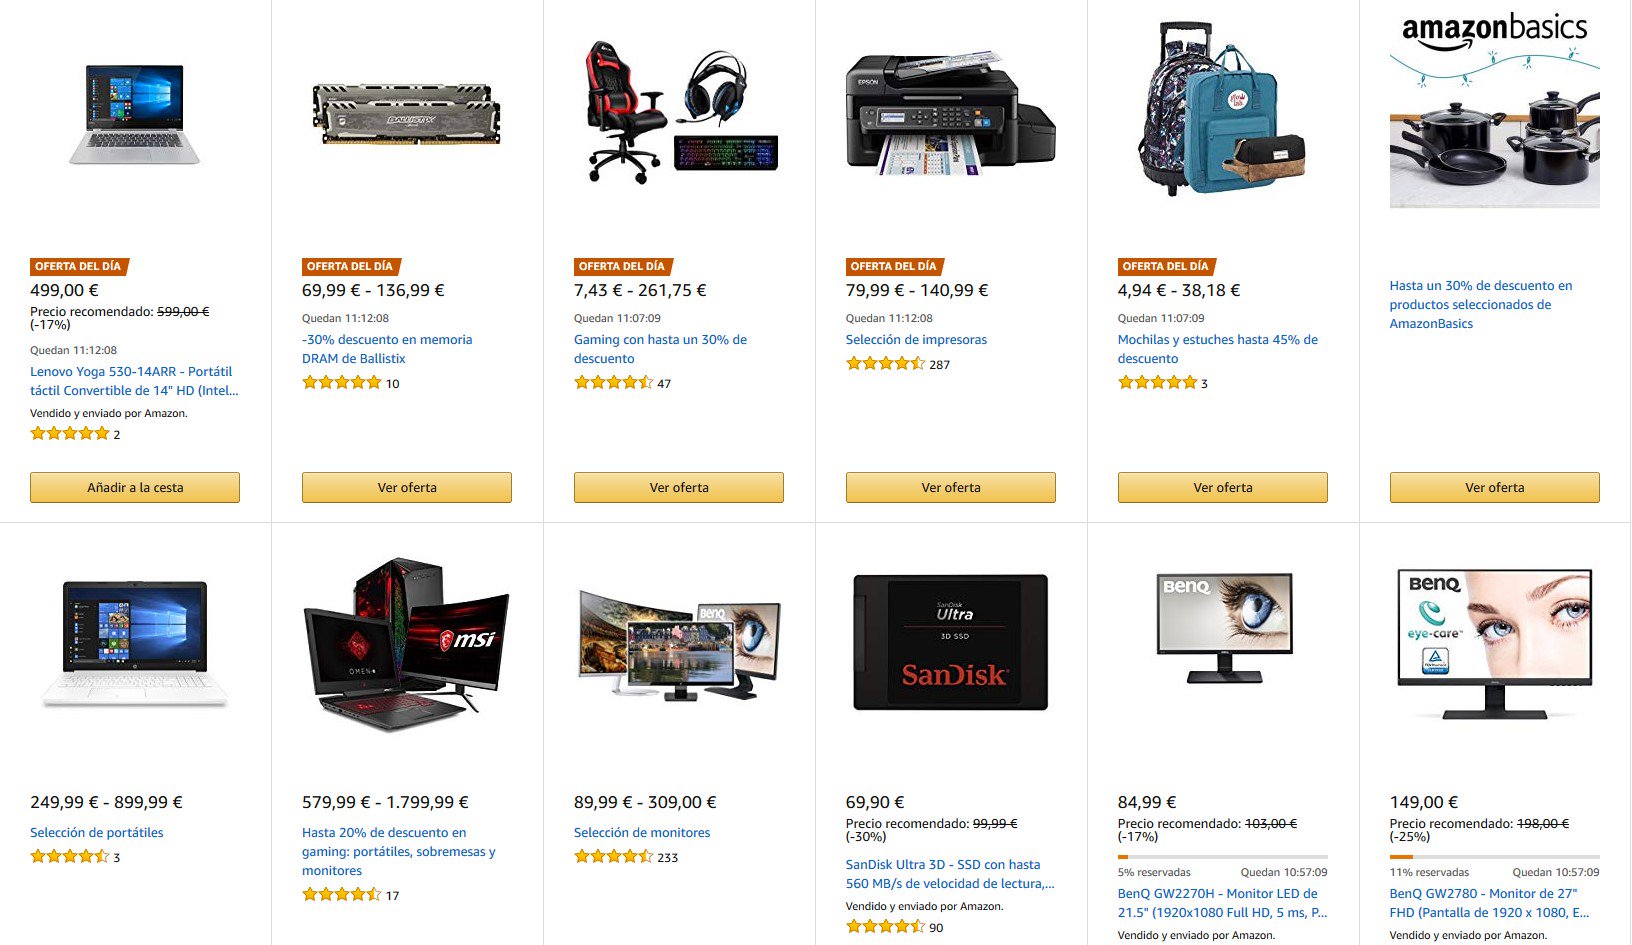 OFERTA DEL DÍA
499,00 €
Precio recomendado: 599,00 €
(-17%)
Quedan 11:12:08
Lenovo Yoga 530-14ARR - Portátil
táctil Convertible de 14" HD (Intel...
Vendido y enviado por Amazon.
2
Añadir a la cesta
BALLISTIX
OFERTA DEL DÍA
69,99 € - 136,99 €
Quedan 11:12:08
-30% descuento en memoria
DRAM de Ballistix
10
Ver oferta
OFERTA DEL DÍA
7,43 € - 261,75 €
Quedan 11:07:09
Gaming con hasta un 30% de
descuento
47
Ver oferta
EPSON
OFERTA DEL DÍA
79,99 € - 140,99 €
Quedan 11:12:08
Selección de impresoras
287
Ver oferta
OFERTA DEL DÍA
4,94 € - 38,18 €
Quedan 11:07:09
Mochilas y estuches hasta 45% de
descuento
3
Ver oferta
amazonbasics
Hasta un 30% de descuento en
productos seleccionados de
AmazonBasics
Ver oferta
249,99 € - 899,99 €
Selección de portátiles
3
OMEN
msi
579,99 € - 1.799,99 €
Hasta 20% de descuento en
gaming: portátiles, sobremesas y
monitores
17
BenQ
89,99 € - 309,00 €
Selección de monitores
233
SanDisk
Ultra
3D SSD
SanDisk
69,90 €
Precio recomendado: 99,99 €
(-30%)
SanDisk Ultra 3D - SSD con hasta
560 MB/s de velocidad de lectura,...
Vendido y enviado por Amazon.
90
BenQ
84,99 €
Precio recomendado: 103,00 €
(-17%)
5% reservadas Quedan 10:57:09
BenQ GW2270H - Monitor LED de
21.5" (1920x1080 Full HD, 5 ms, P...
Vendido y enviado por Amazon.
BenQ
eye-care™
149,00 €
Precio recomendado: 198,00 €
(-25%)
11% reservadas Quedan 10:57:09
BenQ GW2780 - Monitor de 27"
FHD (Pantalla de 1920 x 1080, E...
Vendido y enviado por Amazon.